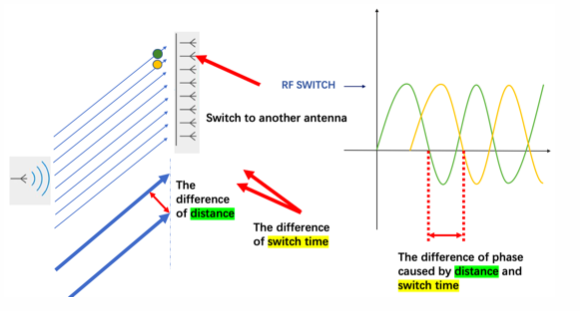 RF SWITCH
Switch to another antenna
The
difference
of distance
The difference
of switch time
The difference of phase
caused by distance and
switch time